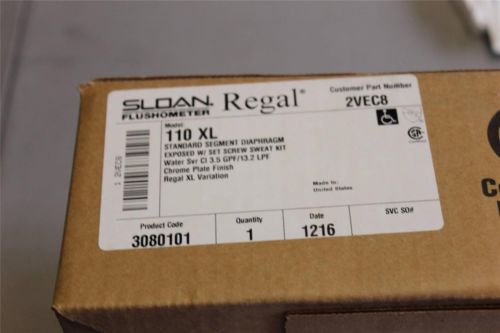 SLOAN. Regal®
FLUSHOMETER
Customer Part Number
2VEC8
Model:
110 XL
STANDARD SEGMENT DIAPHRAGM
EXPOSED W/ SET SCREW SWEAT KIT
Water Svr Cl 3.5 GPF/13.2 LPF
Chrome Plate Finish
Regal XL Variation
Made In:
United States
1 2VEC8
Product Code
3080101
Quantity
1
Date
1216
SVC SO#